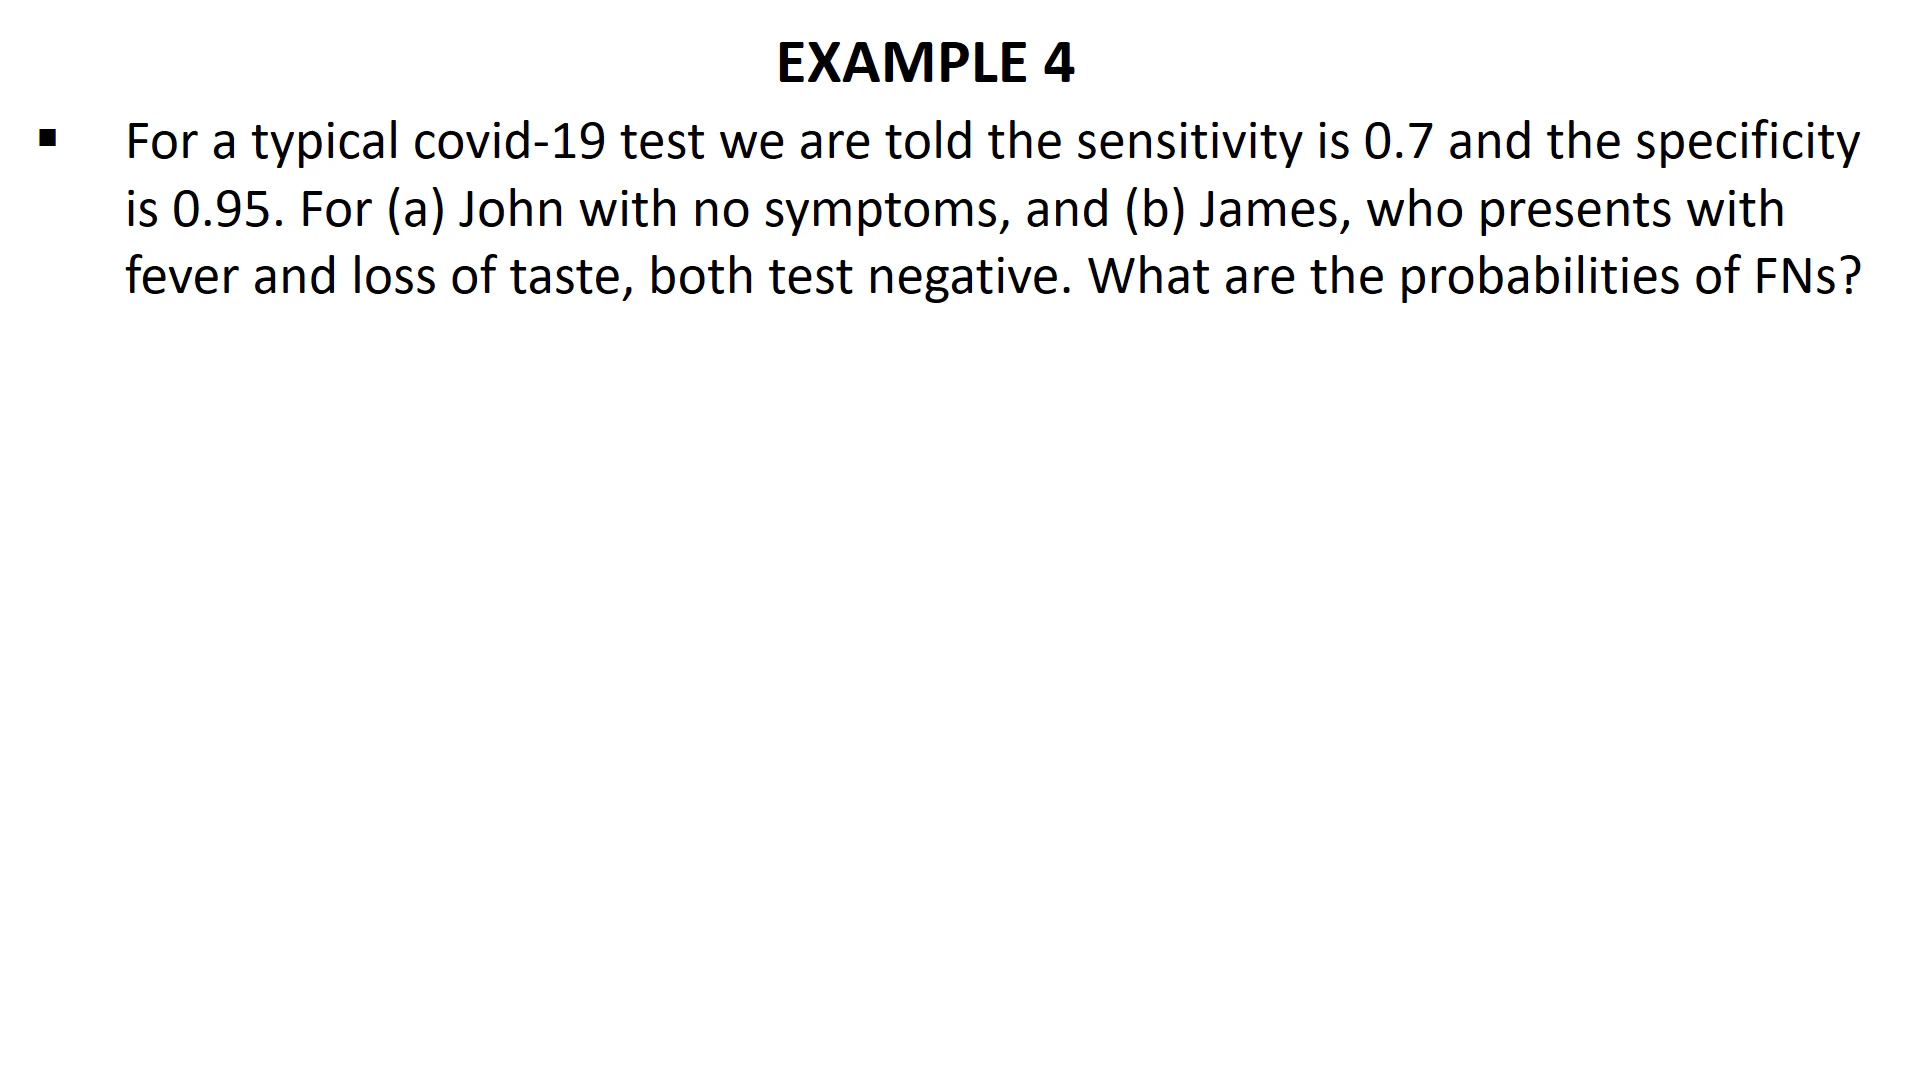 EXAMPLE 4
▪ For a typical covid-19 test we are told the sensitivity is 0.7 and the specificity
is 0.95. For (a) John with no symptoms, and (b) James, who presents with
fever and loss of taste, both test negative. What are the probabilities of FNs?